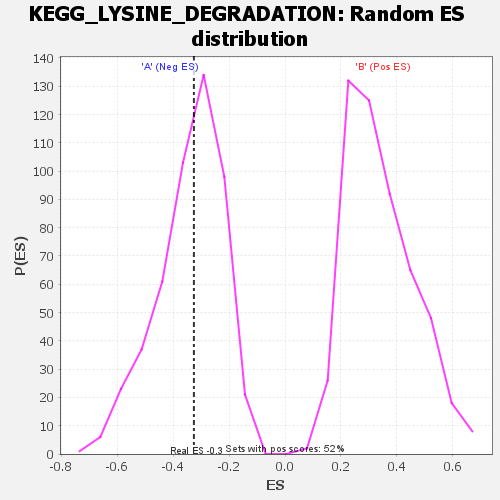 KEGG_LYSINE_DEGRADATION: Random ES
distribution
'A' (Neg ES)
'B' (Pos ES)
140
130
120
110
100
90
80
70
60
50
40
30
20
10
0
P(ES)
Real ES -0.3
Sets with pos scores: 52%
-0.8
-0.6
-0.4
-0.2
0.0
0.2
0.4
0.6
ES